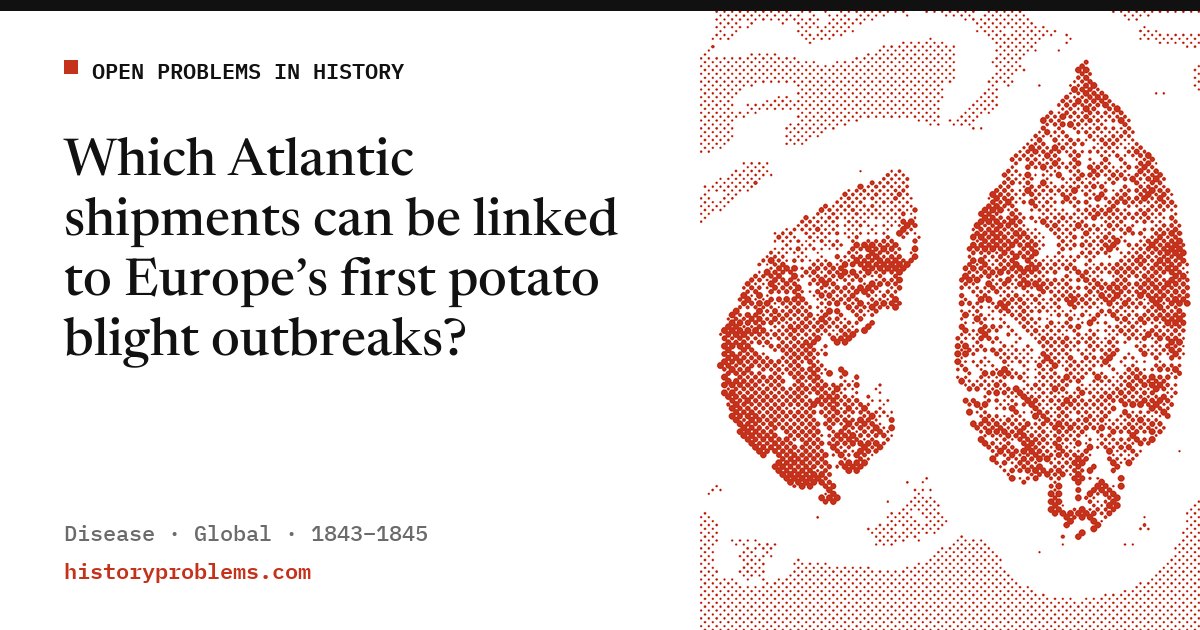 OPEN PROBLEMS IN HISTORY
Which Atlantic
shipments can be linked
to Europe’s first potato
blight outbreaks?
Disease · Global · 1843–1845
historyproblems.com